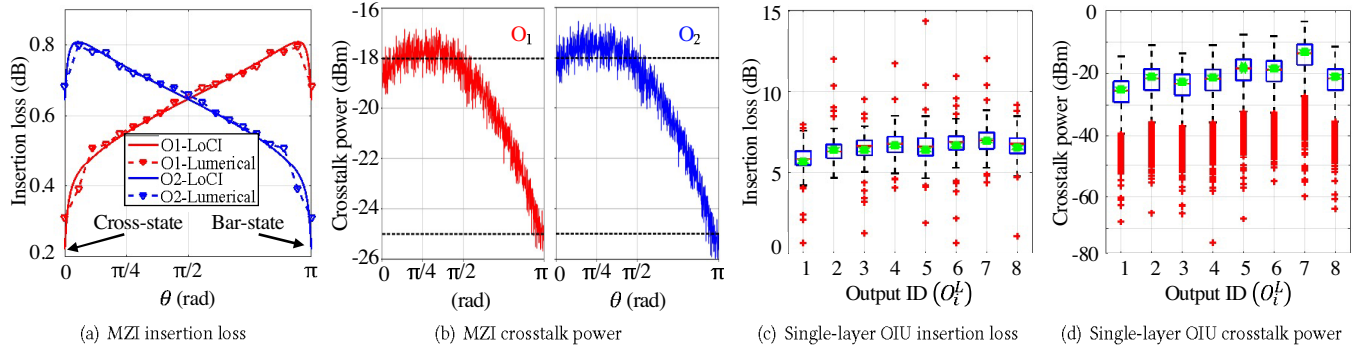 Insertion loss (dB)
0.8
0.6
0.4
0.2
O1-LoCI
O1-Lumerical
O2-LoCI
O2-Lumerical
Cross-state
Bar-state
0
π/4
π/2
π
θ (rad)
(a) MZI insertion loss
Crosstalk power (dBm)
-16
-18
-20
-22
-24
-26
O1
0
π/4
π/2
π
(rad)
O2
0
π/4
π/2
π
θ (rad)
(b) MZI crosstalk power
Insertion loss (dB)
15
10
5
0
1 2 3 4 5 6 7 8
Output ID (O_i^L)
(c) Single-layer OIU insertion loss
Crosstalk power (dBm)
0
-20
-40
-60
-80
1 2 3 4 5 6 7 8
Output ID (O_i^L)
(d) Single-layer OIU crosstalk power